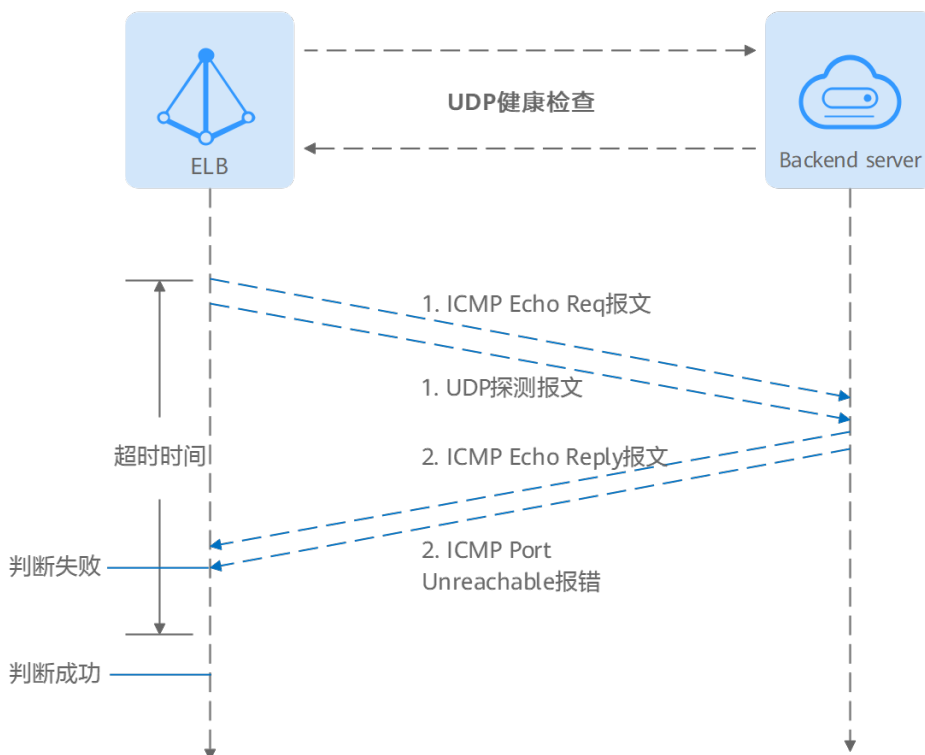 UDP健康检查
ELB
Backend server
1. ICMP Echo Req报文
1. UDP探测报文
超时时间
2. ICMP Echo Reply报文
2. ICMP Port
Unreachable报错
判断失败
判断成功